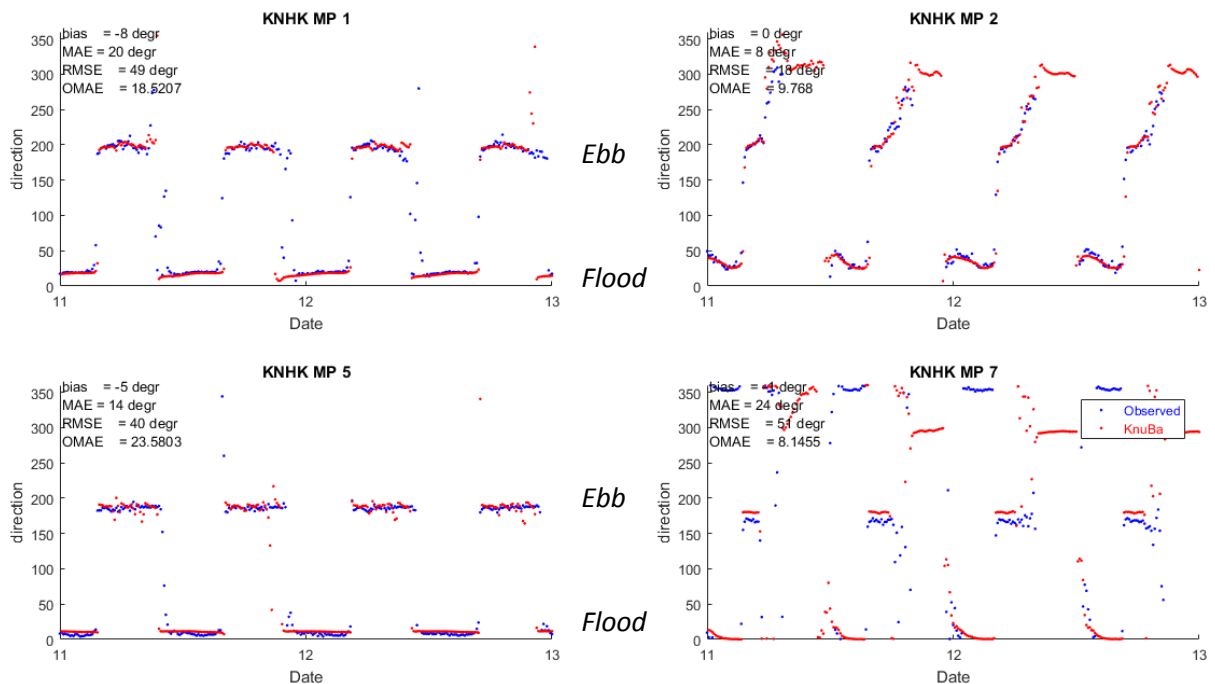 KNHK MP 1
bias = -8 degr
MAE = 20 degr
RMSE = 49 degr
OMAE = 18.5207
350
300
250
200
150
100
50
0
direction
11
12
13
Date
KNHK MP 2
bias = 0 degr
MAE = 8 degr
RMSE = 18 degr
OMAE = 9.768
350
300
250
200
150
100
50
0
direction
11
12
13
Date
Ebb
Flood
KNHK MP 5
bias = -5 degr
MAE = 14 degr
RMSE = 40 degr
OMAE = 23.5803
350
300
250
200
150
100
50
0
direction
11
12
13
Date
KNHK MP 7
bias = -1 degr
MAE = 24 degr
RMSE = 51 degr
OMAE = 8.1455
350
300
250
200
150
100
50
0
direction
11
12
13
Date
Observed
KnuBa
Ebb
Flood